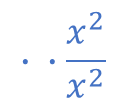 · · x²/x²